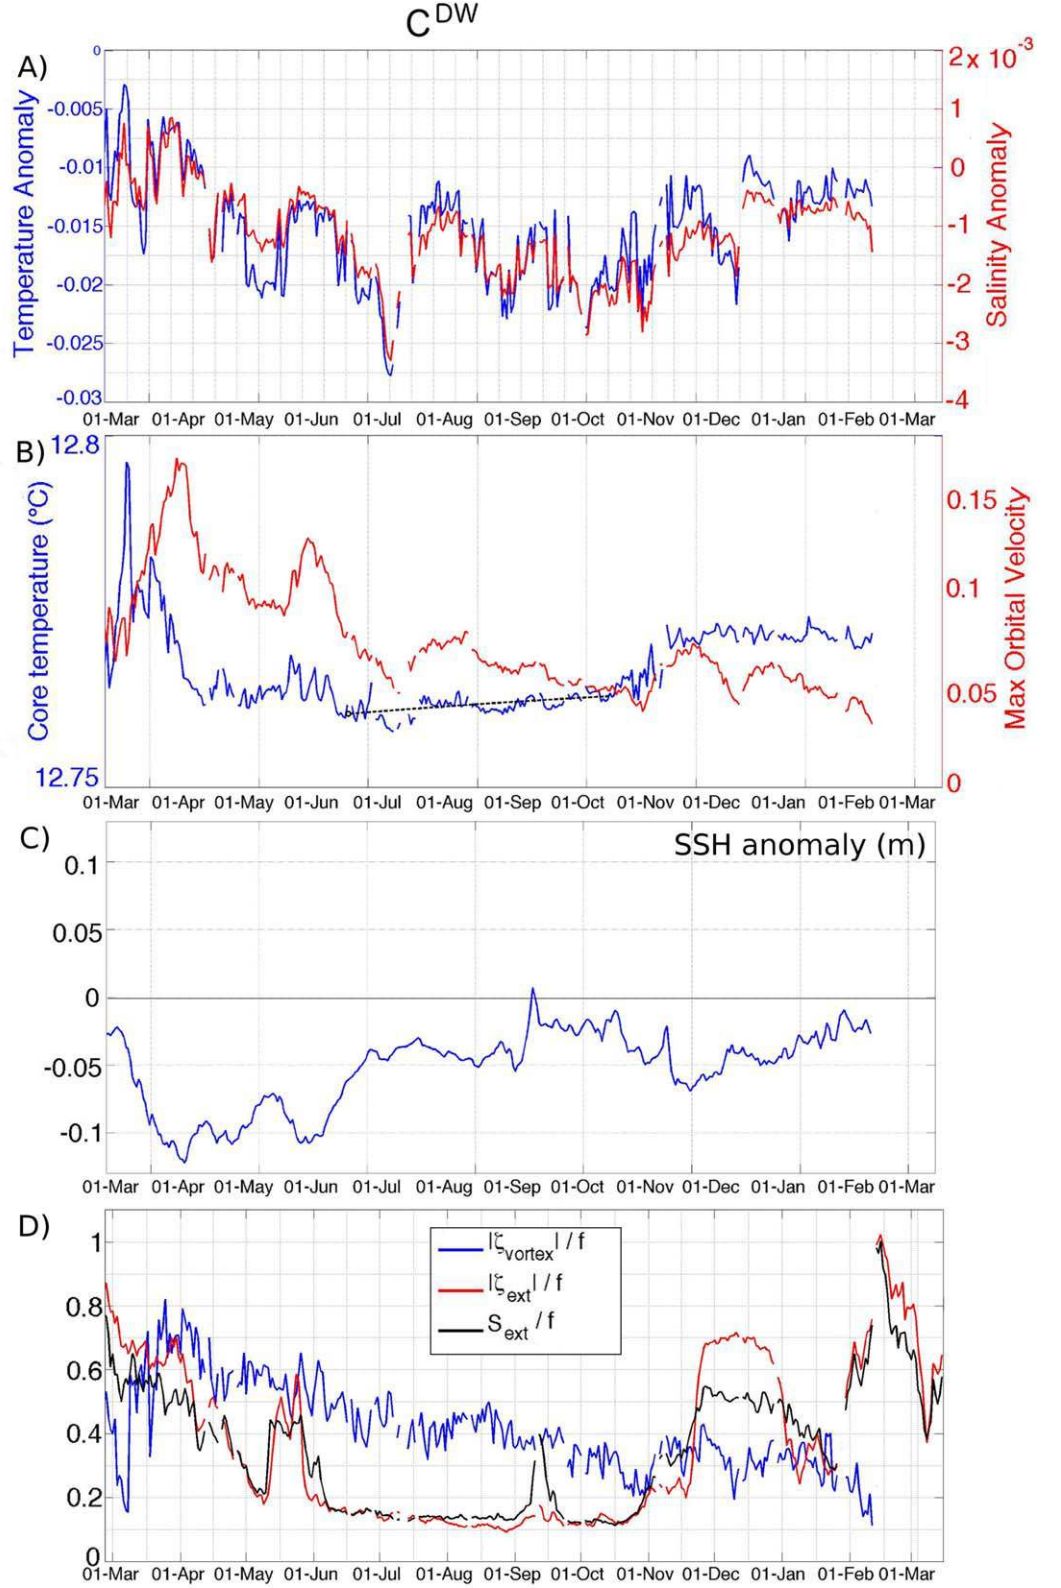 C^DW
A)
Temperature Anomaly
0
-0.005
-0.01
-0.015
-0.02
-0.025
-0.03
2x 10^-3
1
0
-1
-2
-3
-4
Salinity Anomaly
01-Mar 01-Apr 01-May 01-Jun 01-Jul 01-Aug 01-Sep 01-Oct 01-Nov 01-Dec 01-Jan 01-Feb 01-Mar
B)
Core temperature (°C)
12.8
12.75
0.15
0.1
0.05
0
Max Orbital Velocity
01-Mar 01-Apr 01-May 01-Jun 01-Jul 01-Aug 01-Sep 01-Oct 01-Nov 01-Dec 01-Jan 01-Feb 01-Mar
C)
SSH anomaly (m)
0.1
0.05
0
-0.05
-0.1
01-Mar 01-Apr 01-May 01-Jun 01-Jul 01-Aug 01-Sep 01-Oct 01-Nov 01-Dec 01-Jan 01-Feb 01-Mar
D)
|ζ_vortex| / f
|ζ_ext| / f
S_ext / f
1
0.8
0.6
0.4
0.2
0
01-Mar 01-Apr 01-May 01-Jun 01-Jul 01-Aug 01-Sep 01-Oct 01-Nov 01-Dec 01-Jan 01-Feb 01-Mar